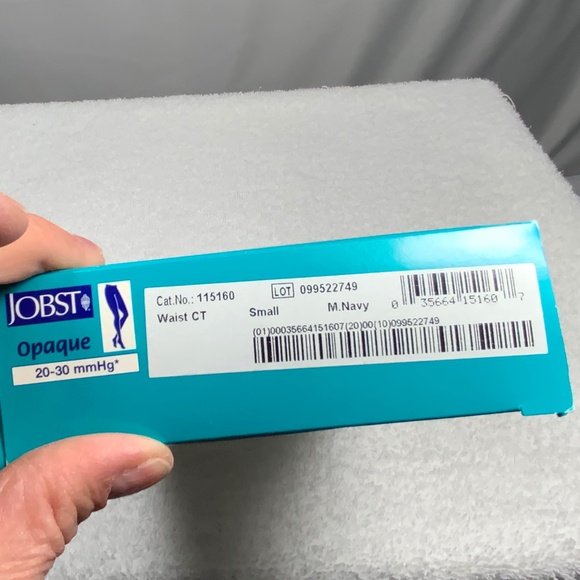 JOBST
Opaque
20-30 mmHg*
Cat.No.: 115160
LOT 099522749
Waist CT
Small
M.Navy
0 35664 15160 7
(01)00035664151607(20)00(10)099522749